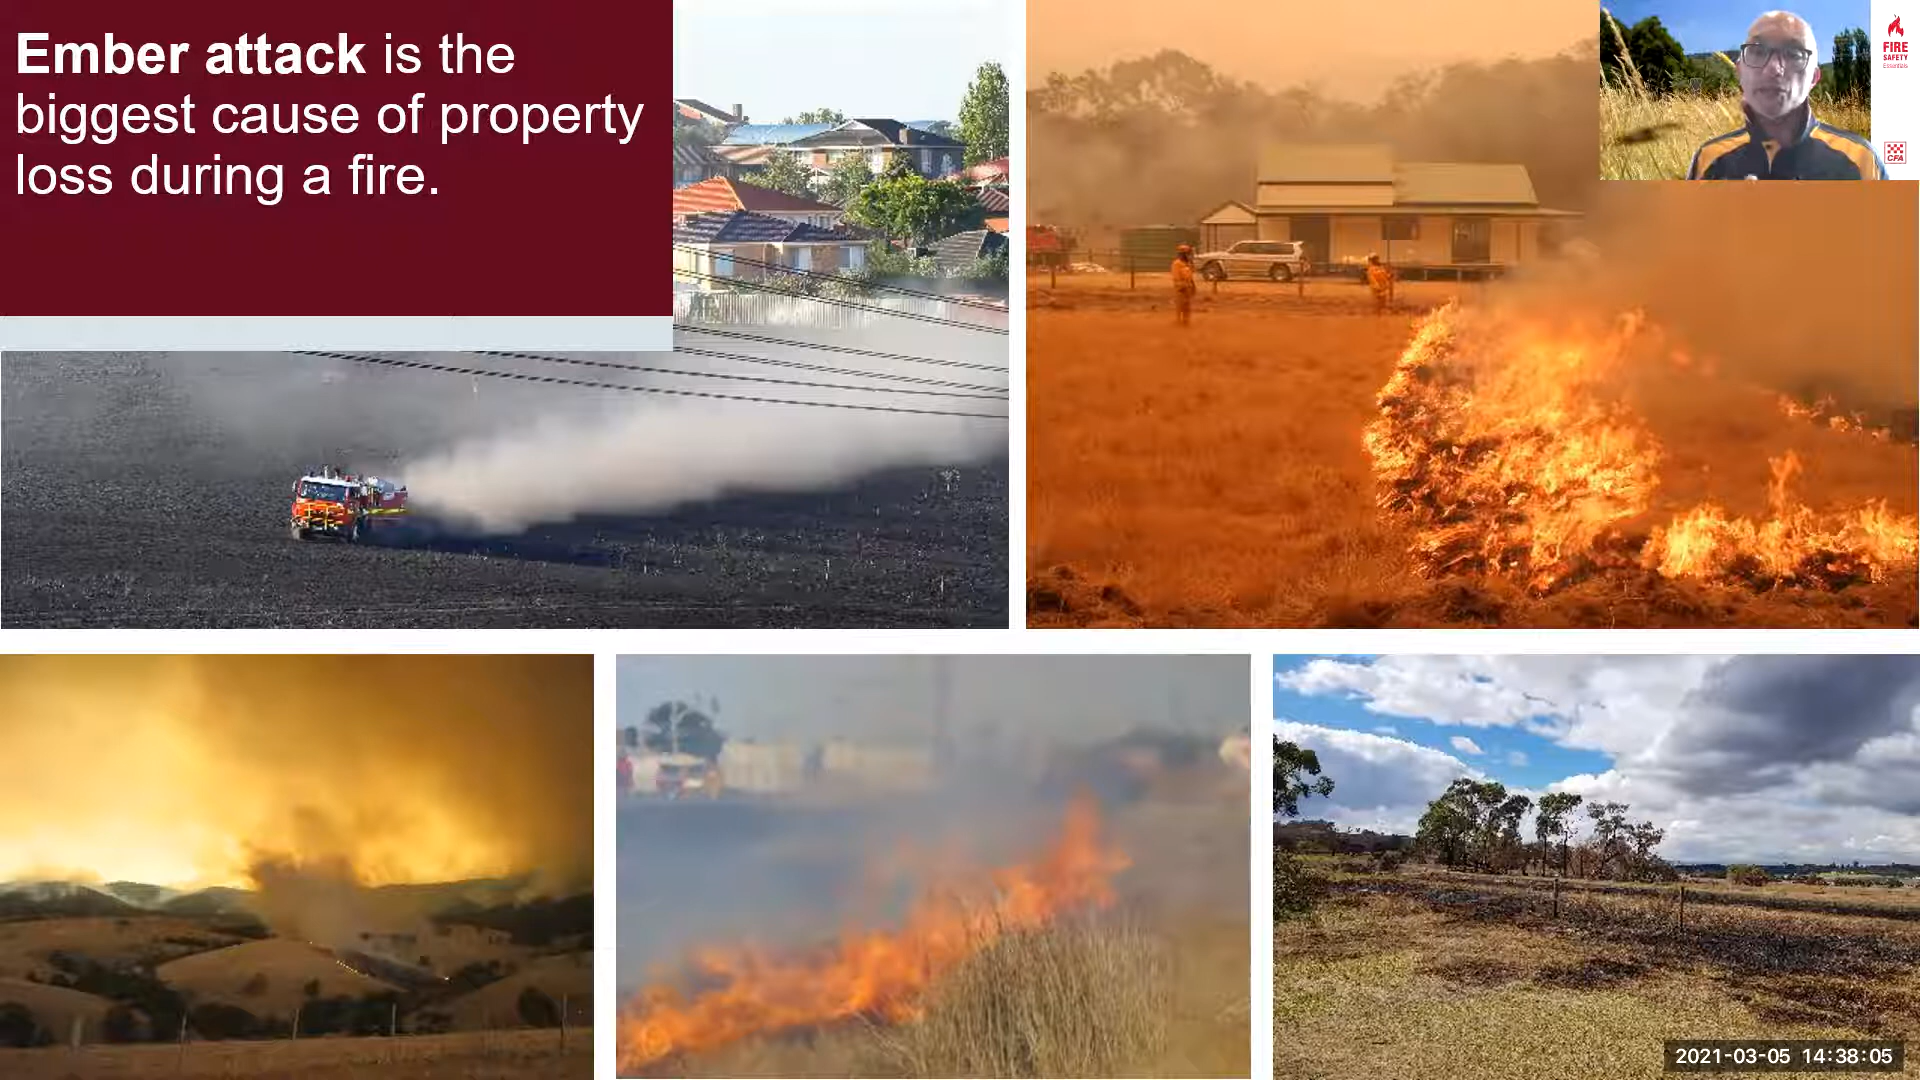 Ember attack is the
biggest cause of property
loss during a fire.
FIRE
SAFETY
Essentials
CFA
2021-03-05 14:38:05